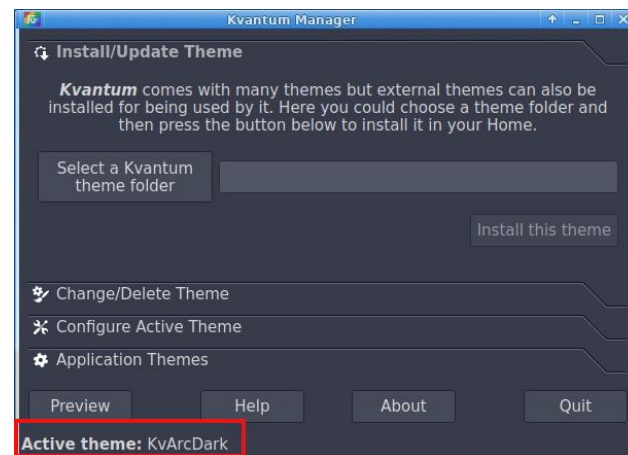 Kvantum Manager
Install/Update Theme
Kvantum comes with many themes but external themes can also be
installed for being used by it. Here you could choose a theme folder and
then press the button below to install it in your Home.
Select a Kvantum
theme folder
Install this theme
Change/Delete Theme
Configure Active Theme
Application Themes
Preview Help About Quit
Active theme: KvArcDark